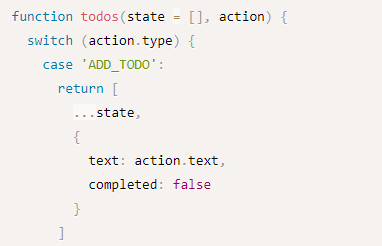 function todos(state = [], action) {
  switch (action.type) {
    case 'ADD_TODO':
      return [
        ...state,
        {
          text: action.text,
          completed: false
        }
      ]